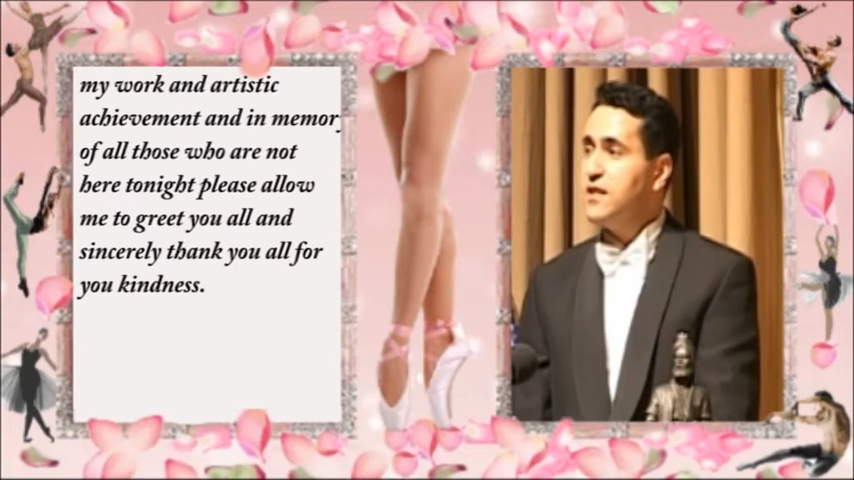 my work and artistic
achievement and in memory
of all those who are not
here tonight please allow
me to greet you all and
sincerely thank you all for
you kindness.